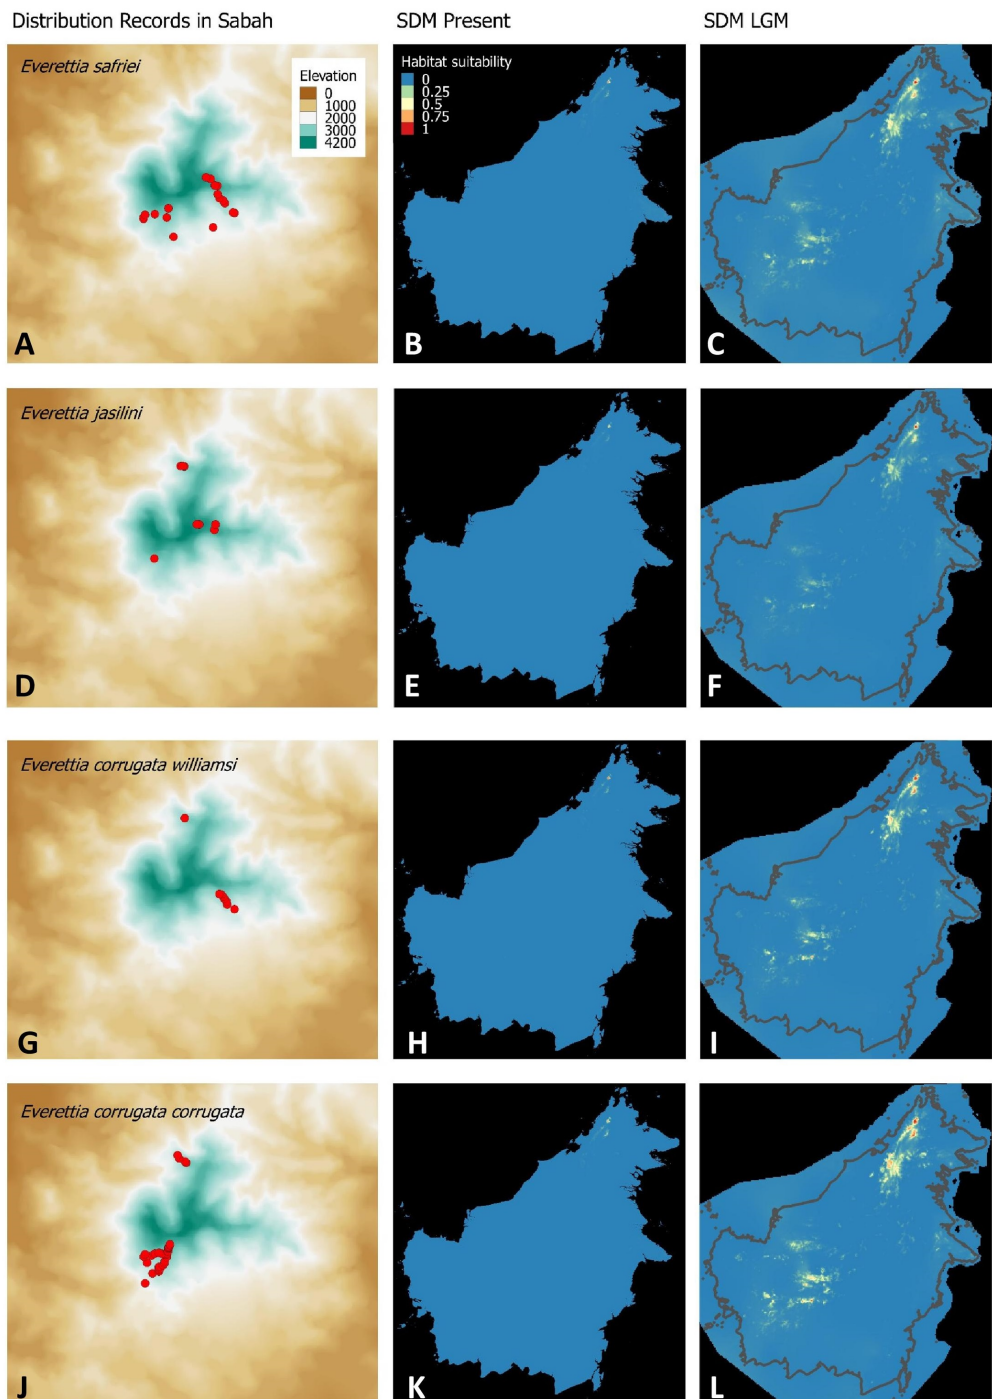 Distribution Records in Sabah
SDM Present
SDM LGM
Everettia safriei
Elevation
0
1000
2000
3000
4200
A
Habitat suitability
0
0.25
0.5
0.75
1
B
C
Everettia jasilini
D
E
F
Everettia corrugata williamsi
G
H
I
Everettia corrugata corrugata
J
K
L